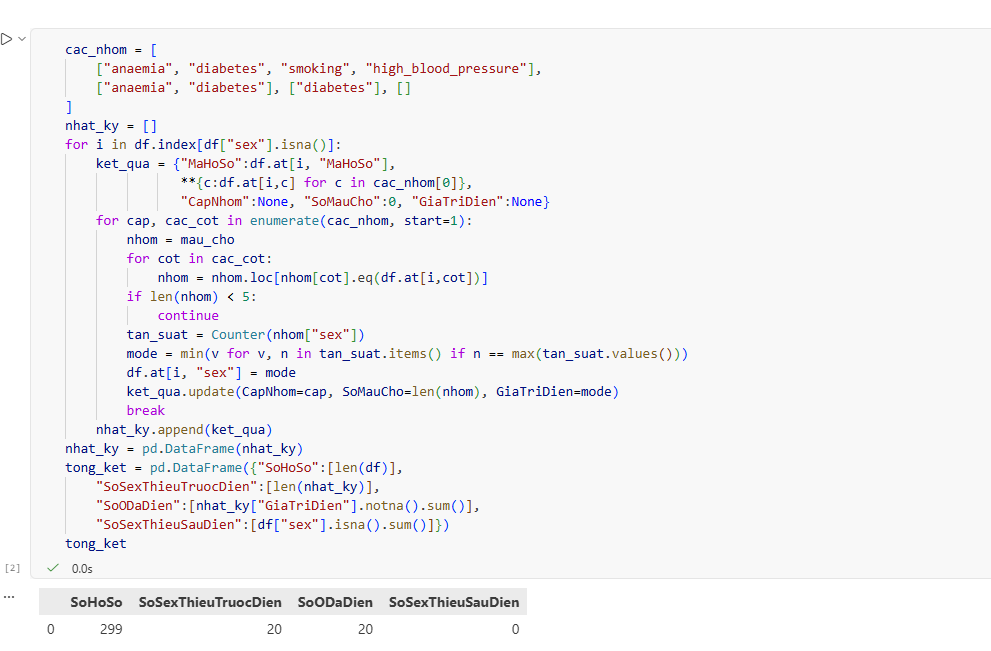 cac_nhom = [
    ["anaemia", "diabetes", "smoking", "high_blood_pressure"],
    ["anaemia", "diabetes"], ["diabetes"], []
]
nhat_ky = []
for i in df.index[df["sex"].isna()]:
    ket_qua = {"MaHoSo":df.at[i, "MaHoSo"],
               **{c:df.at[i,c] for c in cac_nhom[0]},
               "CapNhom":None, "SoMauCho":0, "GiaTriDien":None}
    for cap, cac_cot in enumerate(cac_nhom, start=1):
        nhom = mau_cho
        for cot in cac_cot:
            nhom = nhom.loc[nhom[cot].eq(df.at[i,cot])]
        if len(nhom) < 5:
            continue
        tan_suat = Counter(nhom["sex"])
        mode = min(v for v, n in tan_suat.items() if n == max(tan_suat.values()))
        df.at[i, "sex"] = mode
        ket_qua.update(CapNhom=cap, SoMauCho=len(nhom), GiaTriDien=mode)
        break
    nhat_ky.append(ket_qua)
nhat_ky = pd.DataFrame(nhat_ky)
tong_ket = pd.DataFrame({"SoHoSo":[len(df)],
    "SoSexThieuTruocDien":[len(nhat_ky)],
    "SoODaDien":[nhat_ky["GiaTriDien"].notna().sum()],
    "SoSexThieuSauDien":[df["sex"].isna().sum()]})
tong_ket
[2] 0.0s
... SoHoSo SoSexThieuTruocDien SoODaDien SoSexThieuSauDien
0 299 20 20 0